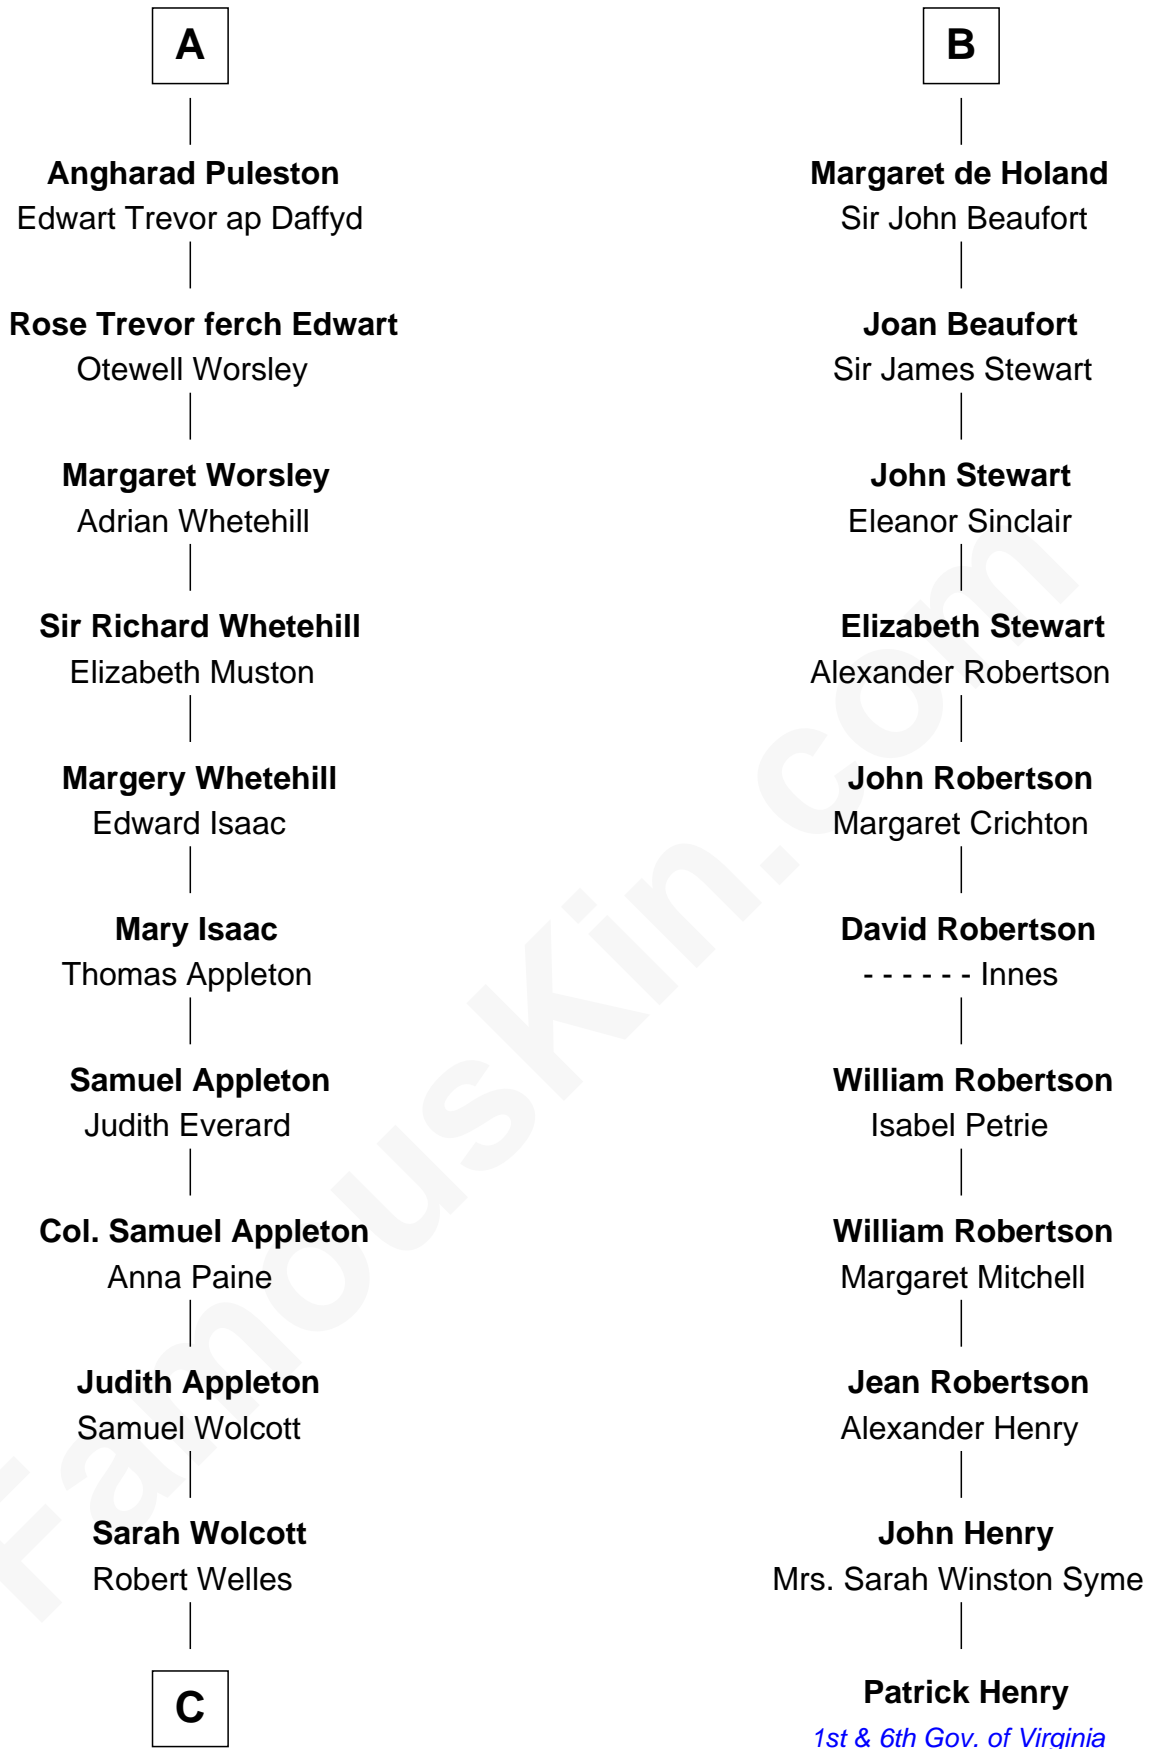 A
Angharad Puleston
Edwart Trevor ap Daffyd
Rose Trevor ferch Edwart
Otewell Worsley
Margaret Worsley
Adrian Whetehill
Sir Richard Whetehill
Elizabeth Muston
Margery Whetehill
Edward Isaac
Mary Isaac
Thomas Appleton
Samuel Appleton
Judith Everard
Col. Samuel Appleton
Anna Paine
Judith Appleton
Samuel Wolcott
Sarah Wolcott
Robert Welles
C
B
Margaret de Holand
Sir John Beaufort
Joan Beaufort
Sir James Stewart
John Stewart
Eleanor Sinclair
Elizabeth Stewart
Alexander Robertson
John Robertson
Margaret Crichton
David Robertson
- - - - - - Innes
William Robertson
Isabel Petrie
William Robertson
Margaret Mitchell
Jean Robertson
Alexander Henry
John Henry
Mrs. Sarah Winston Syme
Patrick Henry
1st & 6th Gov. of Virginia
FamousKin.com